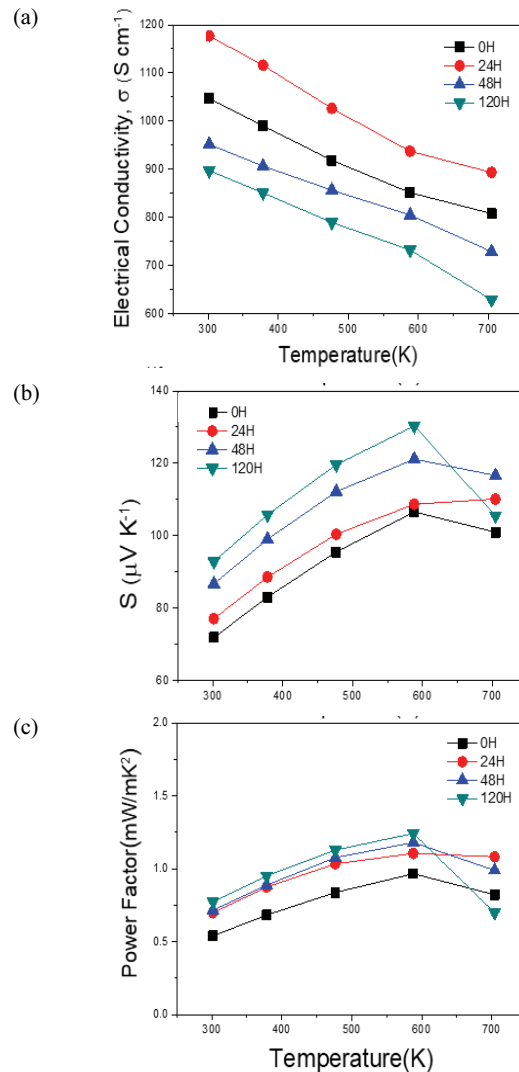 (a)
Electrical Conductivity, σ (S cm⁻¹)
1200
1100
1000
900
800
700
600
0H
24H
48H
120H
300
400
500
600
700
Temperature(K)
(b)
S (μV K⁻¹)
140
120
100
80
60
0H
24H
48H
120H
300
400
500
600
700
(c)
Power Factor(mW/mK²)
2.0
1.5
1.0
0.5
0.0
0H
24H
48H
120H
300
400
500
600
700
Temperature(K)